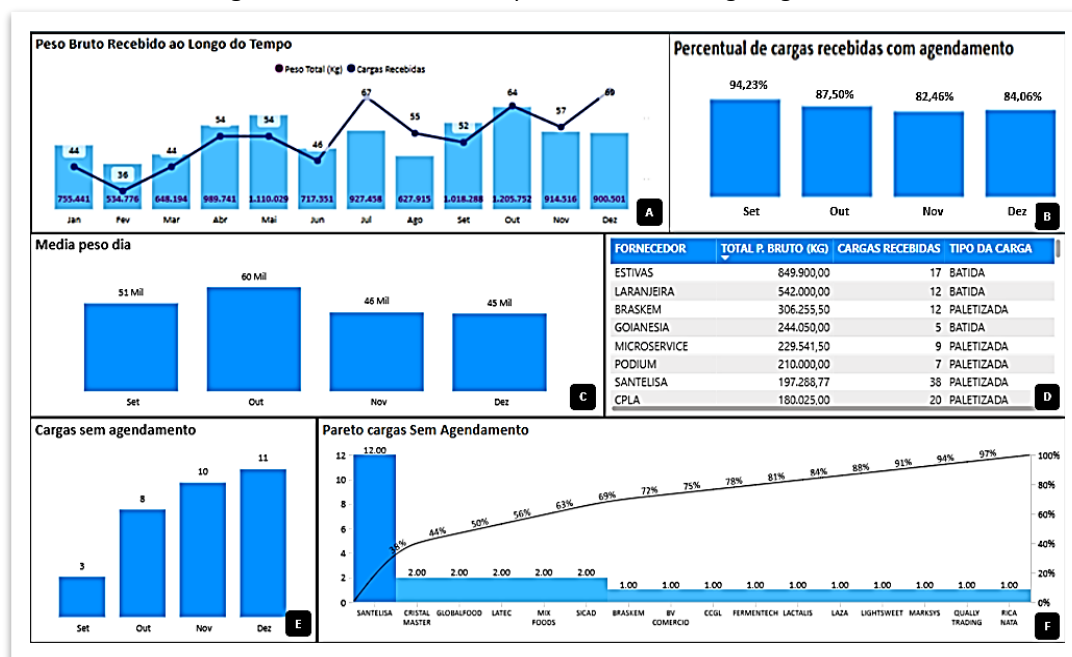 Peso Bruto Recebido ao Longo do Tempo
Peso Total (Kg) Cargas Recebidas
44 36 44 54 54 46 67 55 52 64 57 69
755.441 534.776 648.194 989.741 1.110.029 717.351 927.458 627.915 1.018.288 1.205.752 914.516 900.501
Jan Fev Mar Abr Mai Jun Jul Ago Set Out Nov Dez
A
Percentual de cargas recebidas com agendamento
94,23% 87,50% 82,46% 84,06%
Set Out Nov Dez
B
Media peso dia
51 Mil 60 Mil 46 Mil 45 Mil
Set Out Nov Dez
C
FORNECEDOR TOTAL P. BRUTO (KG) CARGAS RECEBIDAS TIPO DA CARGA
ESTIVAS 849.900,00 17 BATIDA
LARANJEIRA 542.000,00 12 BATIDA
BRASKEM 306.255,50 12 PALETIZADA
GOIANESIA 244.050,00 5 BATIDA
MICROSERVICE 229.541,50 9 PALETIZADA
PODIUM 210.000,00 7 PALETIZADA
SANTELISA 197.288,77 38 PALETIZADA
CPLA 180.025,00 20 PALETIZADA
D
Cargas sem agendamento
3 8 10 11
Set Out Nov Dez
E
Pareto cargas Sem Agendamento
12 10 8 6 4 2 0
12.00 2.00 2.00 2.00 2.00 2.00 1.00 1.00 1.00 1.00 1.00 1.00 1.00 1.00 1.00 1.00
38% 44% 50% 56% 63% 69% 72% 75% 78% 81% 84% 88% 91% 94% 97%
100% 80% 60% 40% 20% 0%
SANTELISA CRISTAL GLOBALFOOD LATEC MIX SICAD BRASKEM BV CCGL FERMENTECH LACTALIS LAZA LIGHTSWEET MARKSYS QUALLY RICA
MASTER FOODS COMERCIO TRADING NATA
F